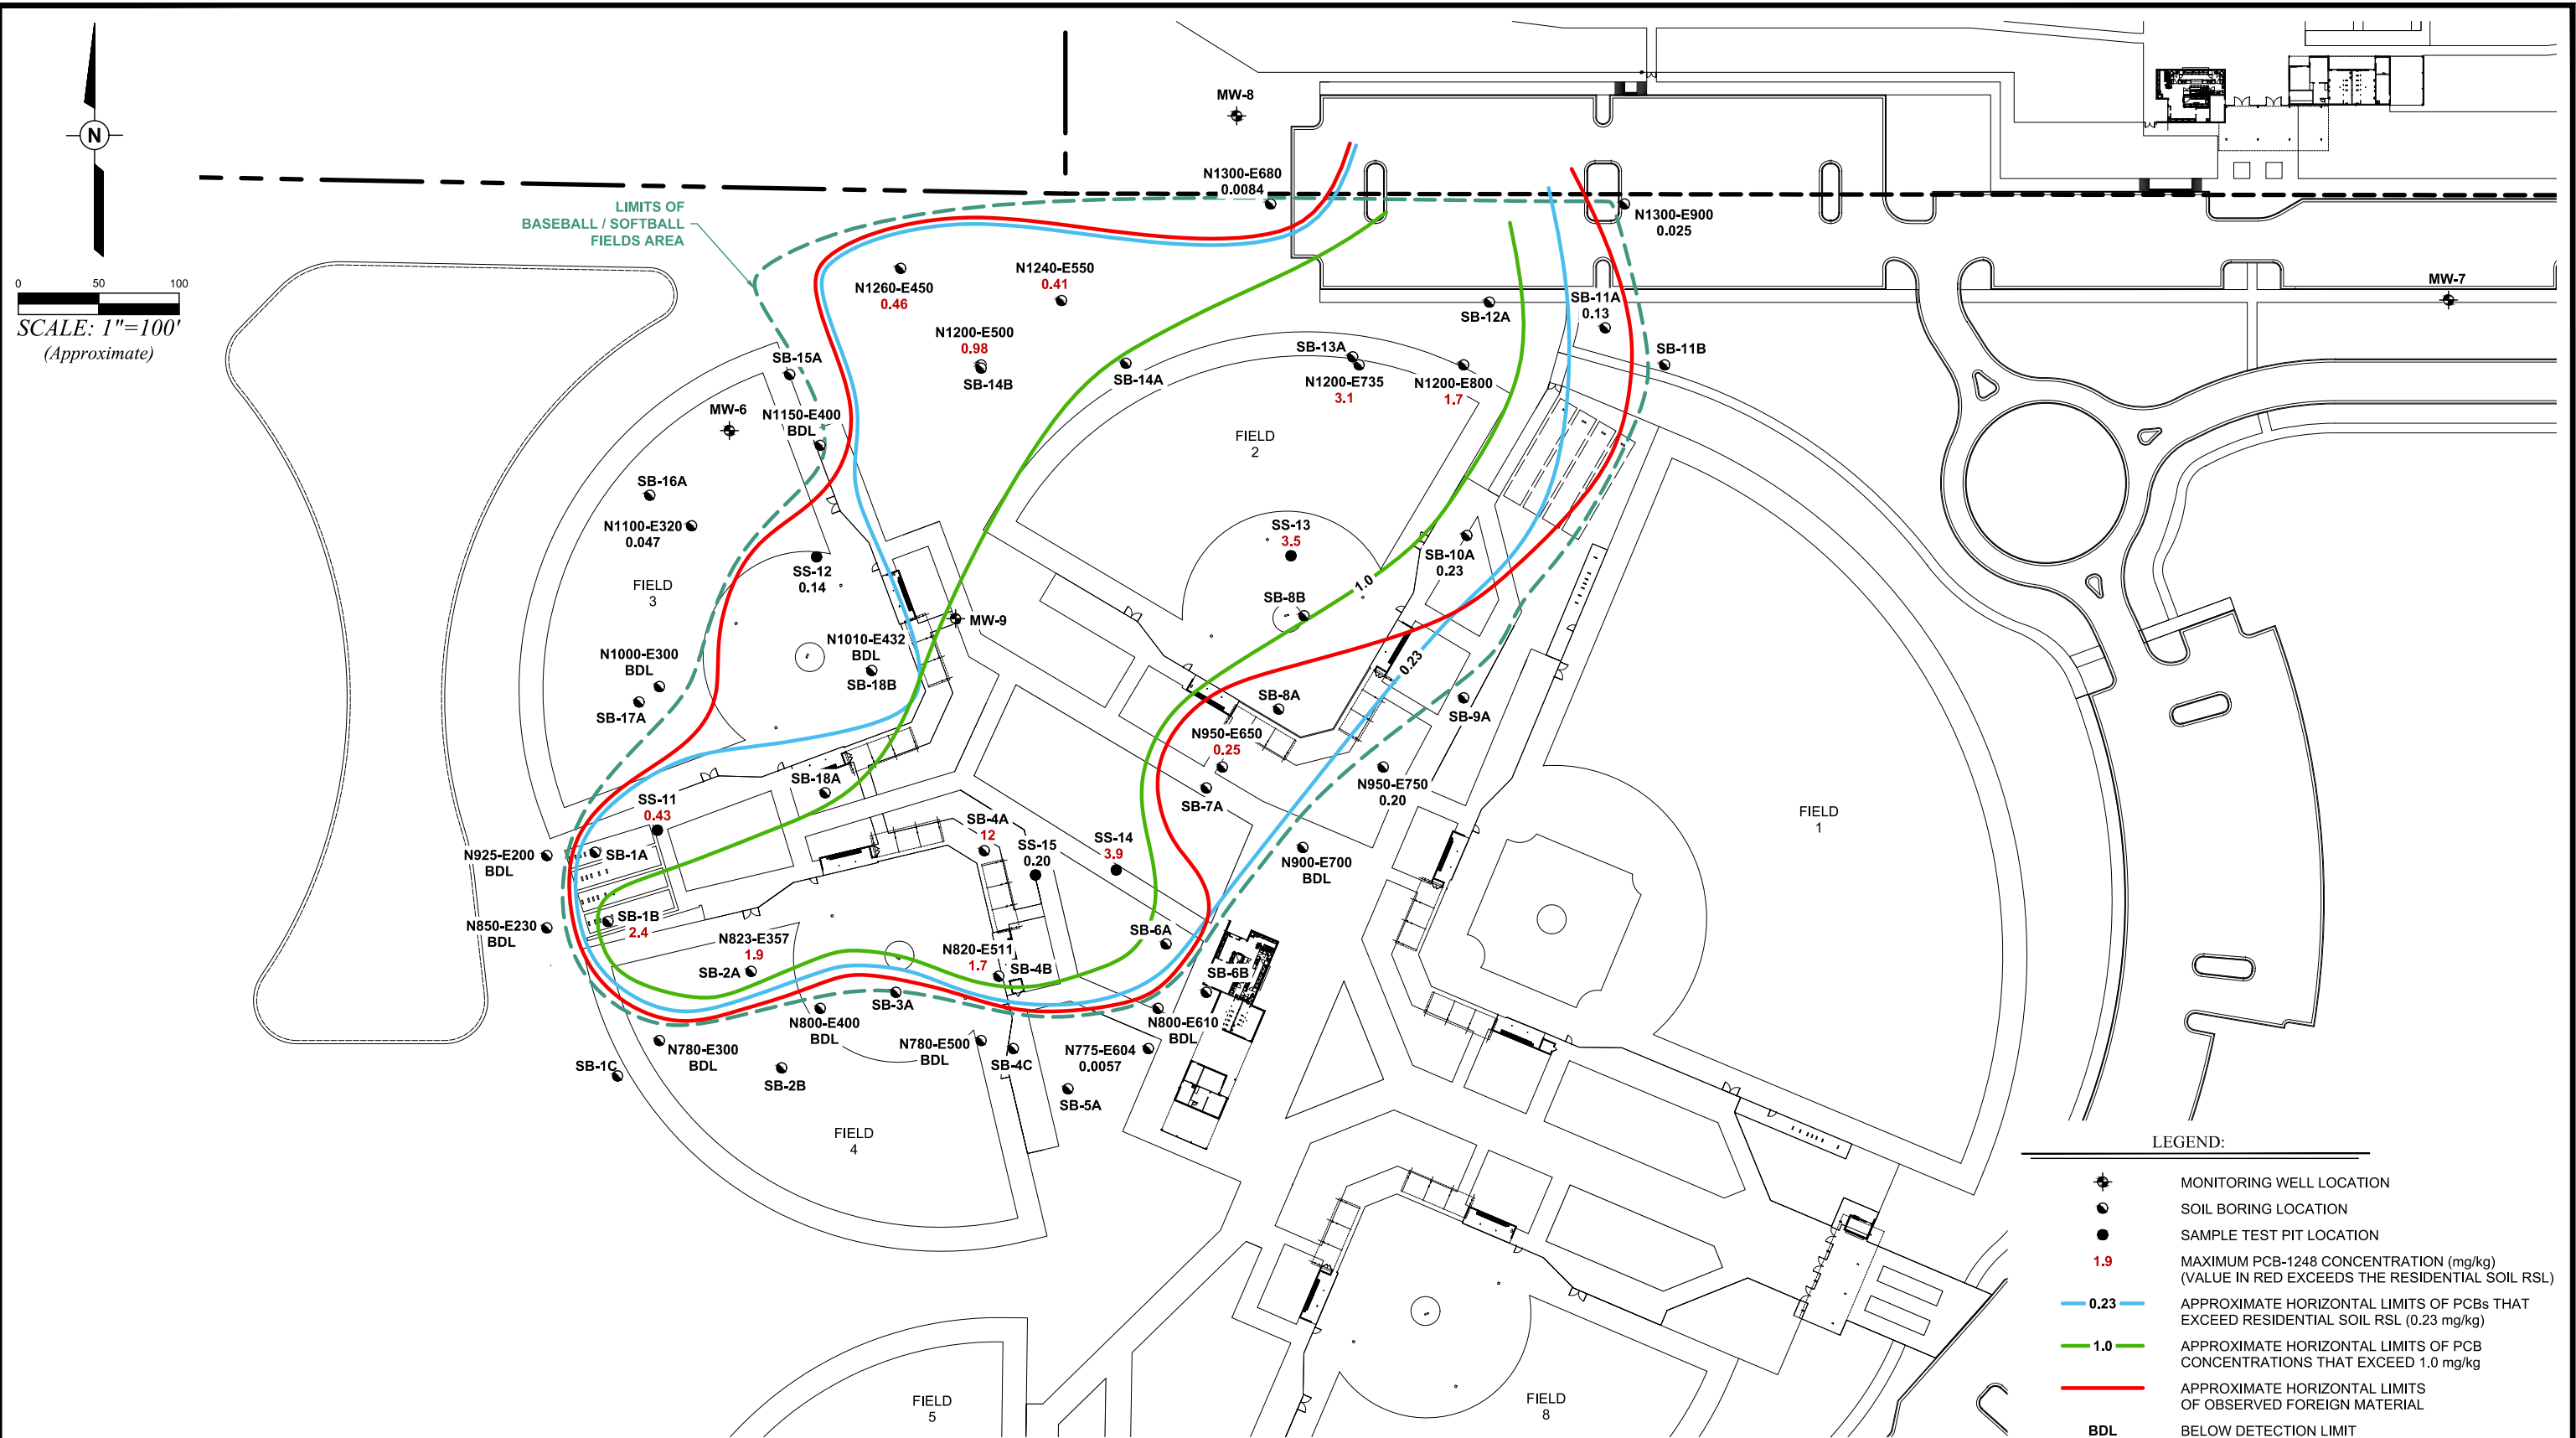 MW-8
N
N1300-E680
0.0084
LIMITS OF
BASEBALL / SOFTBALL
FIELDS AREA
N1300-E900
0.025
0 50 100
SCALE: 1"=100'
(Approximate)
N1240-E550
0.41
N1260-E450
0.46
MW-7
SB-11A
0.13
SB-12A
N1200-E500
0.98
SB-14B
SB-15A
SB-14A
SB-13A
N1200-E735
3.1
N1200-E800
1.7
SB-11B
MW-6
N1150-E400
BDL
FIELD
2
SB-16A
N1100-E320
0.047
SS-13
3.5
SB-10A
0.23
SS-12
0.14
FIELD
3
1.0
SB-8B
MW-9
N1010-E432
BDL
SB-18B
N1000-E300
BDL
SB-17A
0.23
SB-8A
SB-9A
N950-E650
0.25
SB-7A
N950-E750
0.20
SB-18A
SS-11
0.43
FIELD
1
SB-4A
12
SS-15
0.20
SS-14
3.9
N925-E200
BDL
SB-1A
N900-E700
BDL
SB-1B
2.4
N850-E230
BDL
N823-E357
1.9
SB-2A
N820-E511
1.7
SB-4B
SB-6A
SB-6B
SB-3A
N800-E400
BDL
N800-E610
BDL
N780-E300
BDL
N780-E500
BDL
SB-4C
N775-E604
0.0057
SB-1C
SB-2B
SB-5A
FIELD
4
LEGEND:
MONITORING WELL LOCATION
SOIL BORING LOCATION
SAMPLE TEST PIT LOCATION
1.9 MAXIMUM PCB-1248 CONCENTRATION (mg/kg)
(VALUE IN RED EXCEEDS THE RESIDENTIAL SOIL RSL)
0.23 APPROXIMATE HORIZONTAL LIMITS OF PCBs THAT
EXCEED RESIDENTIAL SOIL RSL (0.23 mg/kg)
1.0 APPROXIMATE HORIZONTAL LIMITS OF PCB
CONCENTRATIONS THAT EXCEED 1.0 mg/kg
APPROXIMATE HORIZONTAL LIMITS
OF OBSERVED FOREIGN MATERIAL
BDL BELOW DETECTION LIMIT
FIELD
5
FIELD
8